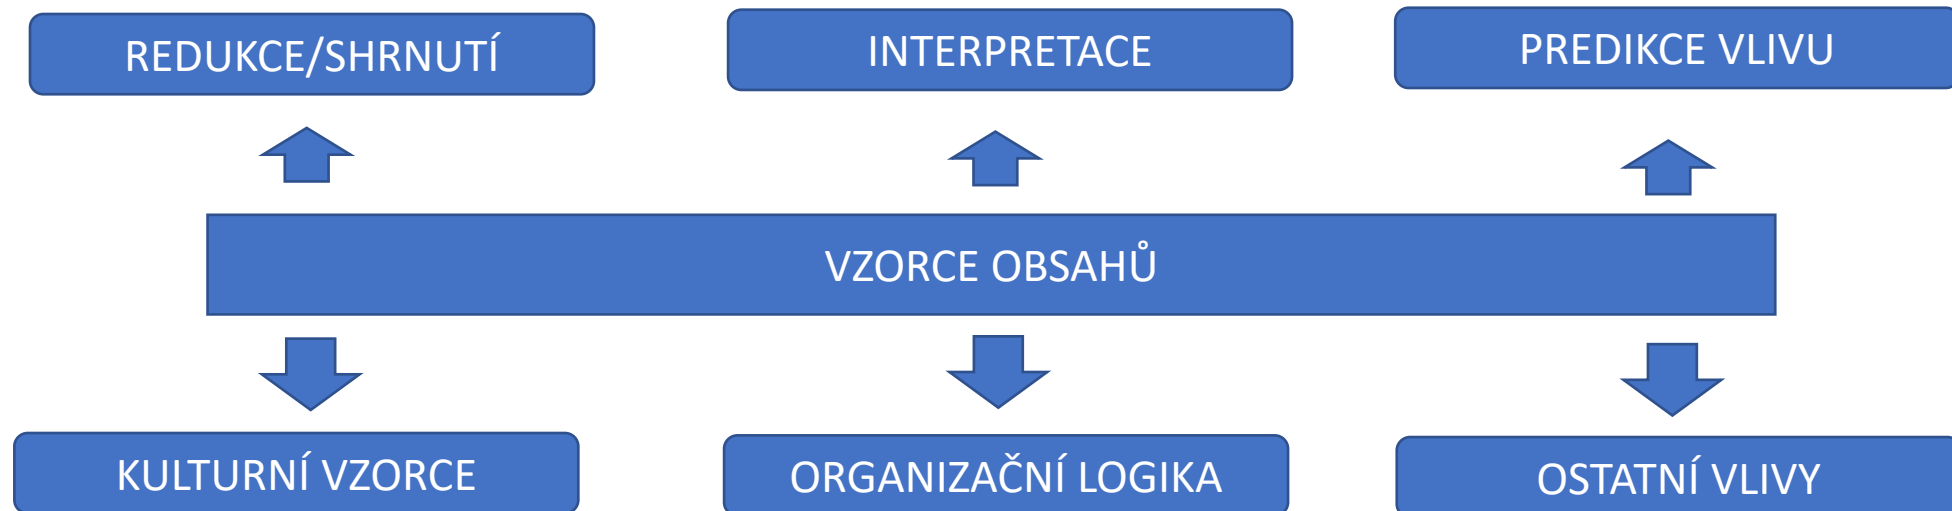 REDUKCE/SHRNUTÍ
INTERPRETACE
PREDIKCE VLIVU
VZORCE OBSAHŮ
KULTURNÍ VZORCE
ORGANIZAČNÍ LOGIKA
OSTATNÍ VLIVY